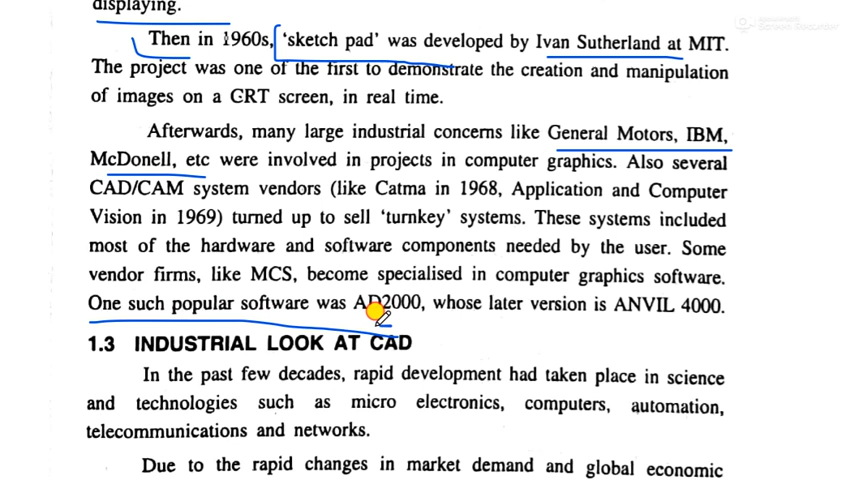 displaying.
Then in 1960s, ‘sketch pad’ was developed by Ivan Sutherland at MIT.
The project was one of the first to demonstrate the creation and manipulation
of images on a CRT screen, in real time.
Afterwards, many large industrial concerns like General Motors, IBM,
McDonell, etc were involved in projects in computer graphics. Also several
CAD/CAM system vendors (like Catma in 1968, Application and Computer
Vision in 1969) turned up to sell ‘turnkey’ systems. These systems included
most of the hardware and software components needed by the user. Some
vendor firms, like MCS, become specialised in computer graphics software.
One such popular software was AD2000, whose later version is ANVIL 4000.
1.3 INDUSTRIAL LOOK AT CAD
In the past few decades, rapid development had taken place in science
and technologies such as micro electronics, computers, automation,
telecommunications and networks.
Due to the rapid changes in market demand and global economic